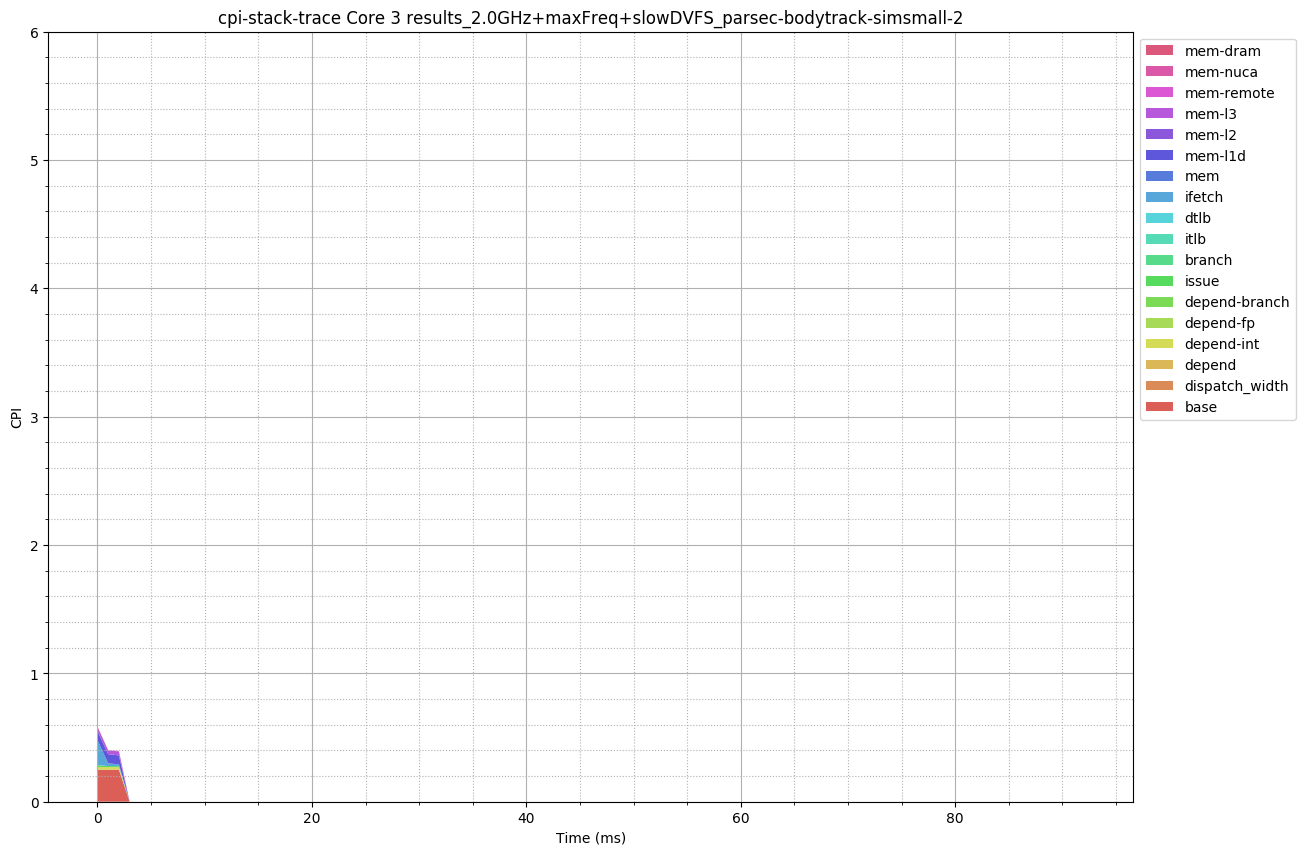 cpi-stack-trace Core 3 results_2.0GHz+maxFreq+slowDVFS_parsec-bodytrack-simsmall-2
6
5
4
3
2
1
0
CPI
0 20 40 60 80
Time (ms)
mem-dram
mem-nuca
mem-remote
mem-l3
mem-l2
mem-l1d
mem
ifetch
dtlb
itlb
branch
issue
depend-branch
depend-fp
depend-int
depend
dispatch_width
base